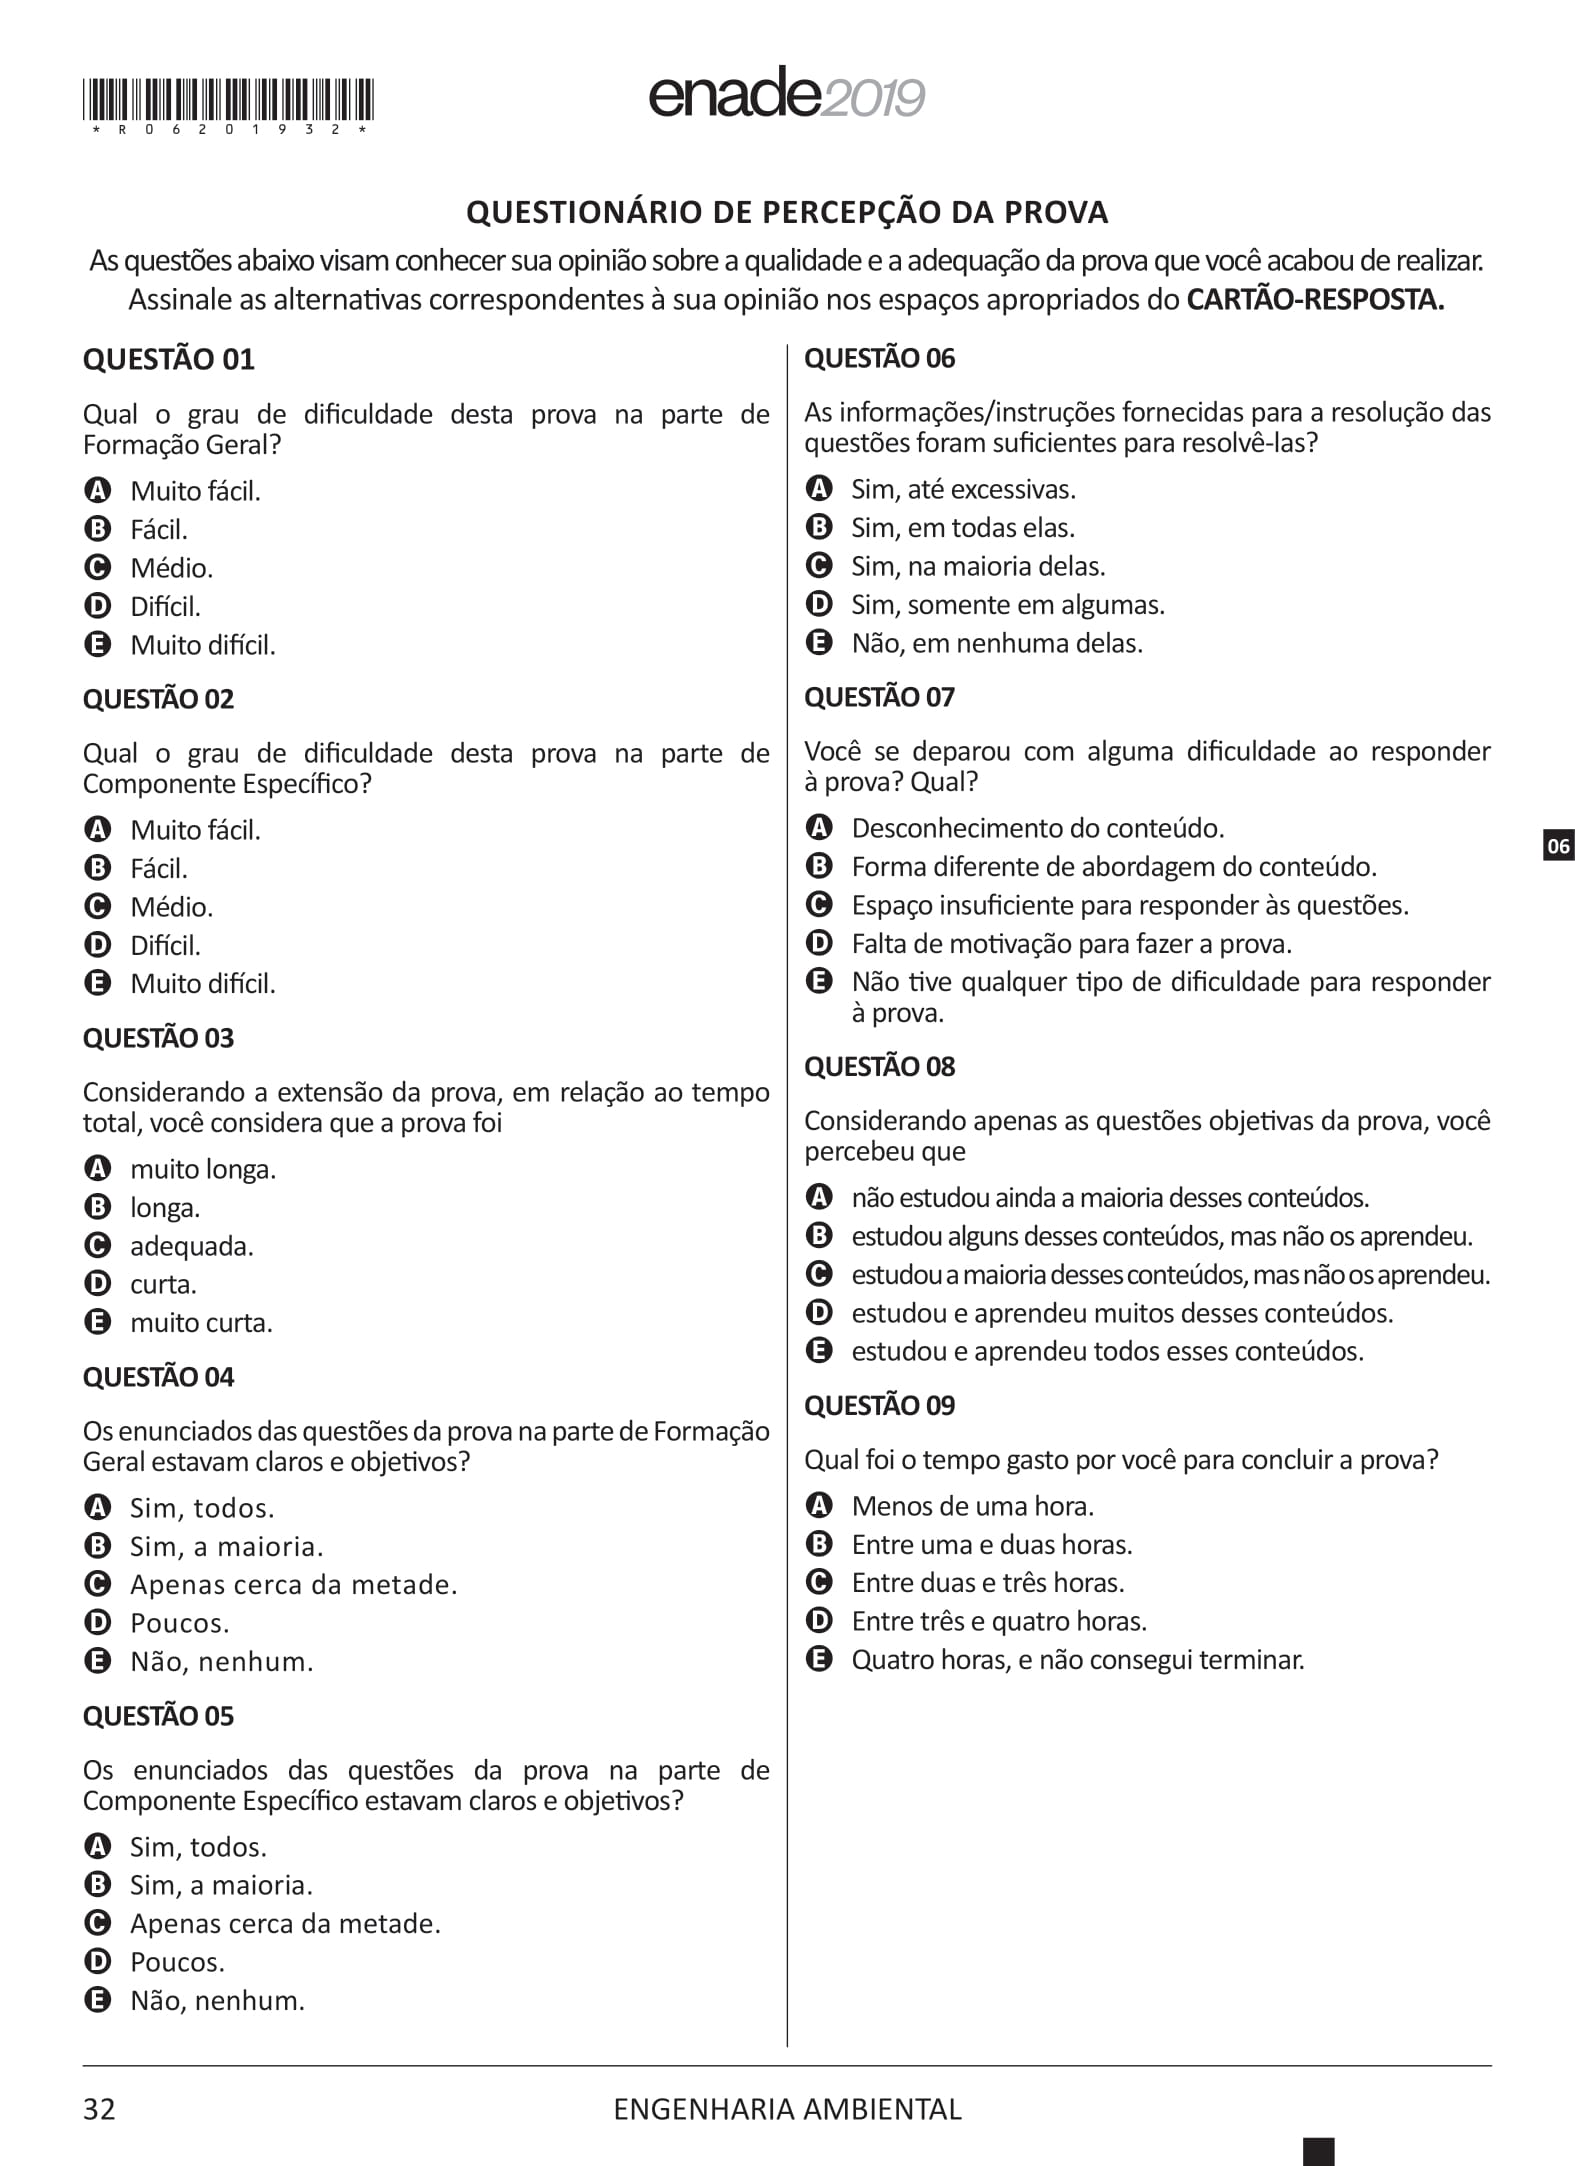 *R06201932*
enade2019
QUESTIONÁRIO DE PERCEPÇÃO DA PROVA
As questões abaixo visam conhecer sua opinião sobre a qualidade e a adequação da prova que você acabou de realizar.
Assinale as alternativas correspondentes à sua opinião nos espaços apropriados do CARTÃO-RESPOSTA.
QUESTÃO 01
Qual o grau de dificuldade desta prova na parte de
Formação Geral?
A Muito fácil.
B Fácil.
C Médio.
D Difícil.
E Muito difícil.
QUESTÃO 02
Qual o grau de dificuldade desta prova na parte de
Componente Específico?
A Muito fácil.
B Fácil.
C Médio.
D Difícil.
E Muito difícil.
QUESTÃO 03
Considerando a extensão da prova, em relação ao tempo
total, você considera que a prova foi
A muito longa.
B longa.
C adequada.
D curta.
E muito curta.
QUESTÃO 04
Os enunciados das questões da prova na parte de Formação
Geral estavam claros e objetivos?
A Sim, todos.
B Sim, a maioria.
C Apenas cerca da metade.
D Poucos.
E Não, nenhum.
QUESTÃO 05
Os enunciados das questões da prova na parte de
Componente Específico estavam claros e objetivos?
A Sim, todos.
B Sim, a maioria.
C Apenas cerca da metade.
D Poucos.
E Não, nenhum.
QUESTÃO 06
As informações/instruções fornecidas para a resolução das
questões foram suficientes para resolvê-las?
A Sim, até excessivas.
B Sim, em todas elas.
C Sim, na maioria delas.
D Sim, somente em algumas.
E Não, em nenhuma delas.
QUESTÃO 07
Você se deparou com alguma dificuldade ao responder
à prova? Qual?
A Desconhecimento do conteúdo.
B Forma diferente de abordagem do conteúdo.
C Espaço insuficiente para responder às questões.
D Falta de motivação para fazer a prova.
E Não tive qualquer tipo de dificuldade para responder
à prova.
QUESTÃO 08
Considerando apenas as questões objetivas da prova, você
percebeu que
A não estudou ainda a maioria desses conteúdos.
B estudou alguns desses conteúdos, mas não os aprendeu.
C estudou a maioria desses conteúdos, mas não os aprendeu.
D estudou e aprendeu muitos desses conteúdos.
E estudou e aprendeu todos esses conteúdos.
QUESTÃO 09
Qual foi o tempo gasto por você para concluir a prova?
A Menos de uma hora.
B Entre uma e duas horas.
C Entre duas e três horas.
D Entre três e quatro horas.
E Quatro horas, e não consegui terminar.
06
32
ENGENHARIA AMBIENTAL